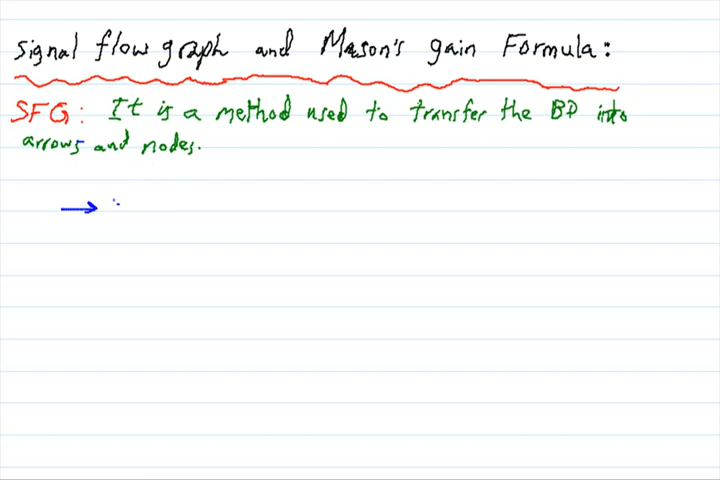 Signal flow graph and Mason's gain Formula:
SFG: It is a method used to transfer the BD into
arrows and nodes.
→